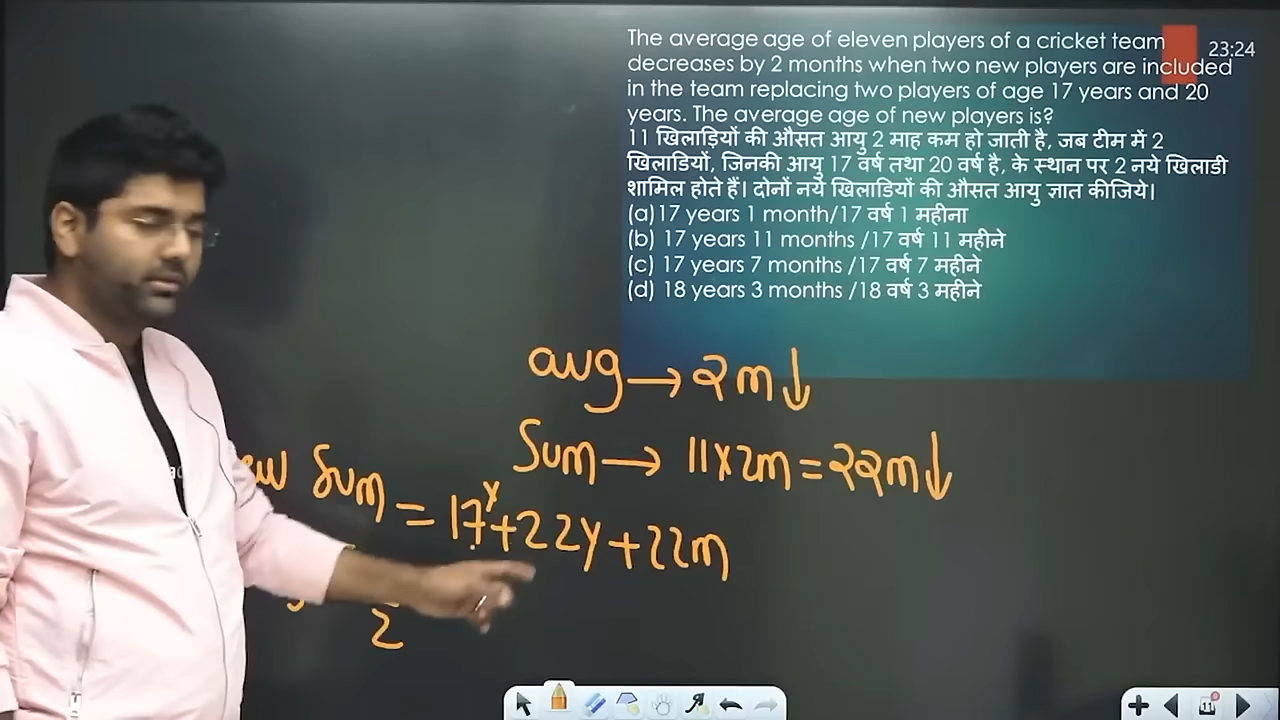 The average age of eleven players of a cricket team
23:24
decreases by 2 months when two new players are included
in the team replacing two players of age 17 years and 20
years. The average age of new players is?
11 खिलाड़ियों की औसत आयु 2 माह कम हो जाती है, जब टीम में 2
खिलाडियों, जिनकी आयु 17 वर्ष तथा 20 वर्ष है, के स्थान पर 2 नये खिलाडी
शामिल होते हैं। दोनों नये खिलाडियों की औसत आयु ज्ञात कीजिये।
(a)17 years 1 month/17 वर्ष 1 महीना
(b) 17 years 11 months /17 वर्ष 11 महीने
(c) 17 years 7 months /17 वर्ष 7 महीने
(d) 18 years 3 months /18 वर्ष 3 महीने
avg → 2m ↓
Sum → 11x2m = 22m ↓
Sum = 17y + 22y + 22m
2
11